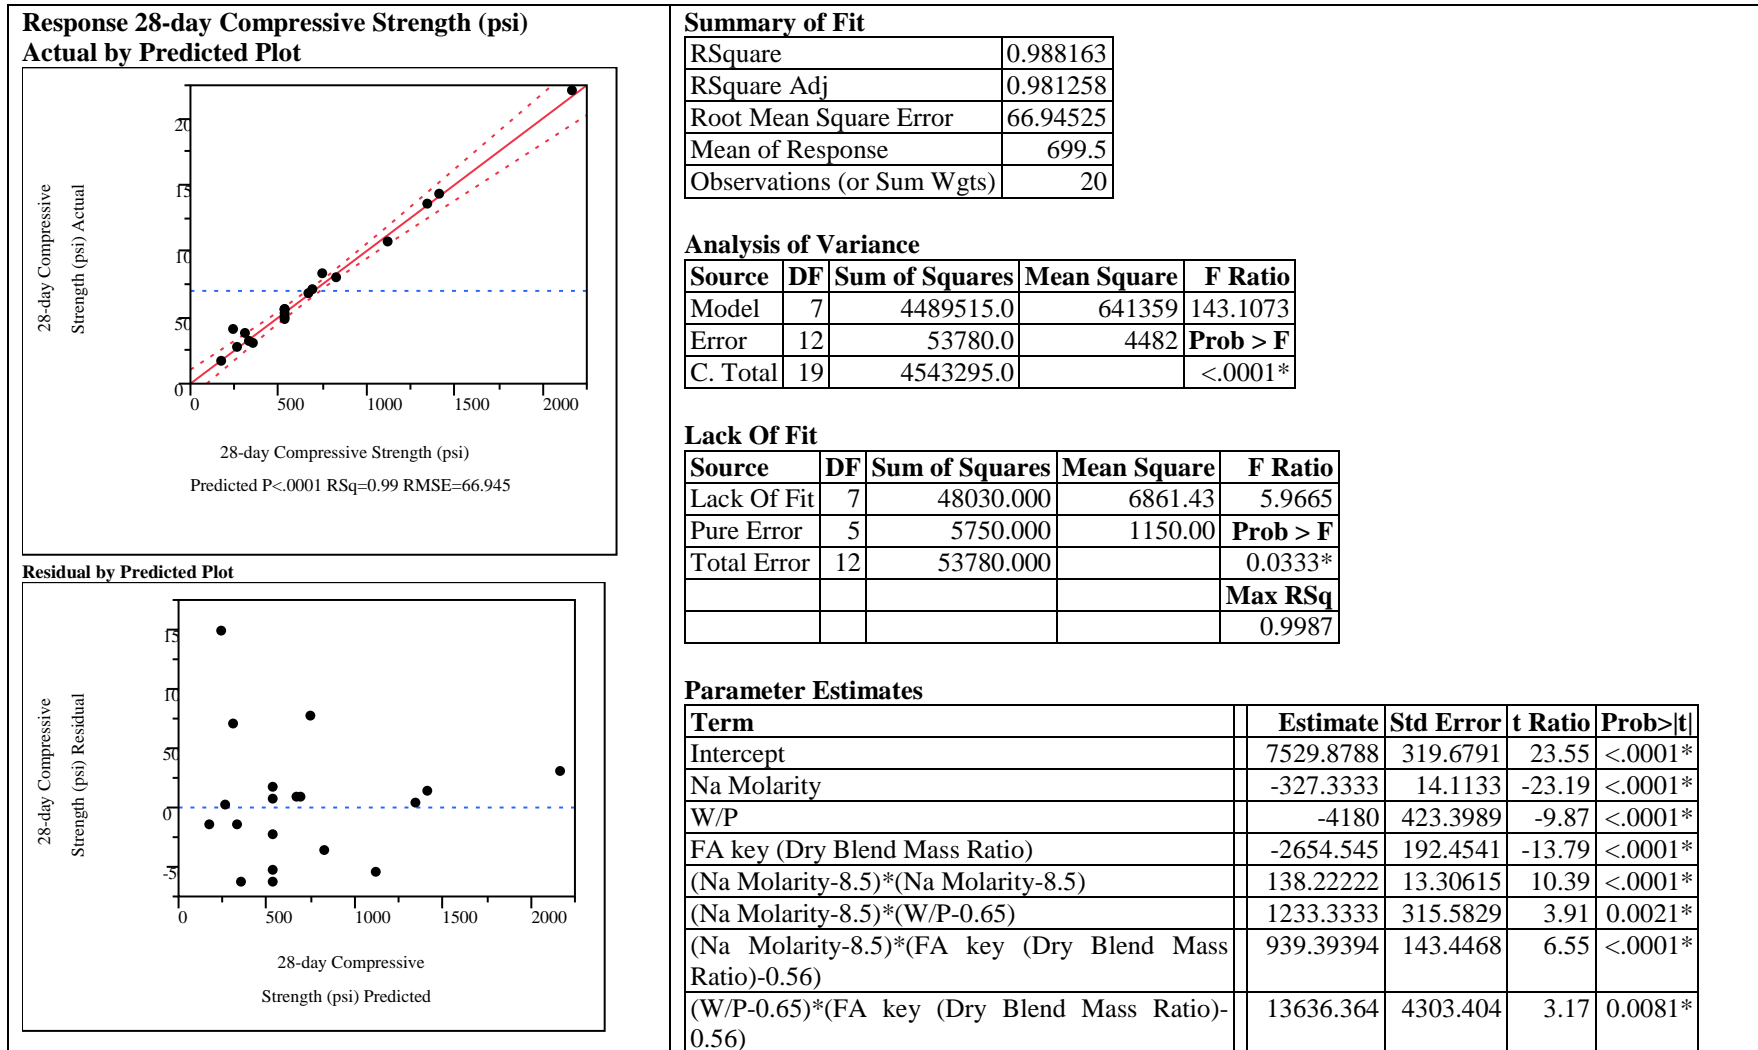 Response 28-day Compressive Strength (psi)
Actual by Predicted Plot
28-day Compressive
Strength (psi) Actual
20
15
10
50
0
0 500 1000 1500 2000
28-day Compressive Strength (psi)
Predicted P<.0001 RSq=0.99 RMSE=66.945
Residual by Predicted Plot
28-day Compressive
Strength (psi) Residual
15
10
50
0
-5
0 500 1000 1500 2000
28-day Compressive
Strength (psi) Predicted
Summary of Fit
RSquare 0.988163
RSquare Adj 0.981258
Root Mean Square Error 66.94525
Mean of Response 699.5
Observations (or Sum Wgts) 20
Analysis of Variance
Source DF Sum of Squares Mean Square F Ratio
Model 7 4489515.0 641359 143.1073
Error 12 53780.0 4482 Prob > F
C. Total 19 4543295.0 <.0001*
Lack Of Fit
Source DF Sum of Squares Mean Square F Ratio
Lack Of Fit 7 48030.000 6861.43 5.9665
Pure Error 5 5750.000 1150.00 Prob > F
Total Error 12 53780.000 0.0333*
Max RSq
0.9987
Parameter Estimates
Term Estimate Std Error t Ratio Prob>|t|
Intercept 7529.8788 319.6791 23.55 <.0001*
Na Molarity -327.3333 14.1133 -23.19 <.0001*
W/P -4180 423.3989 -9.87 <.0001*
FA key (Dry Blend Mass Ratio) -2654.545 192.4541 -13.79 <.0001*
(Na Molarity-8.5)*(Na Molarity-8.5) 138.22222 13.30615 10.39 <.0001*
(Na Molarity-8.5)*(W/P-0.65) 1233.3333 315.5829 3.91 0.0021*
(Na Molarity-8.5)*(FA key (Dry Blend Mass 939.39394 143.4468 6.55 <.0001*
Ratio)-0.56)
(W/P-0.65)*(FA key (Dry Blend Mass Ratio)- 13636.364 4303.404 3.17 0.0081*
0.56)